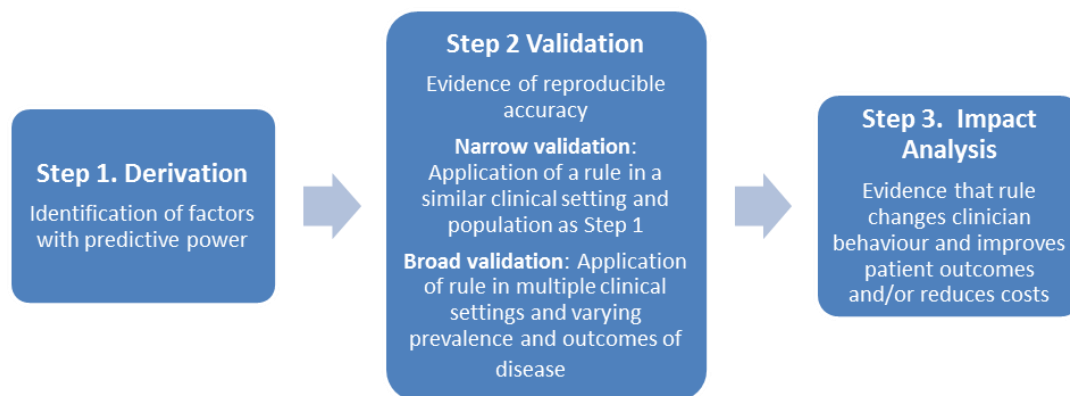 Step 1. Derivation
Identification of factors
with predictive power
Step 2 Validation
Evidence of reproducible
accuracy
Narrow validation:
Application of a rule in a
similar clinical setting and
population as Step 1
Broad validation: Application
of rule in multiple clinical
settings and varying
prevalence and outcomes of
disease
Step 3. Impact
Analysis
Evidence that rule
changes clinician
behaviour and improves
patient outcomes
and/or reduces costs